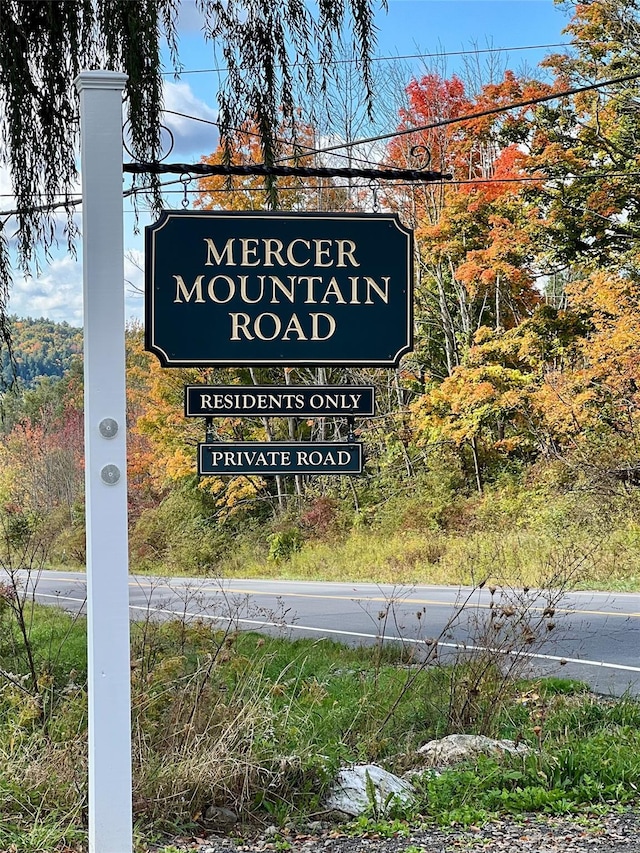 MERCER
MOUNTAIN
ROAD
RESIDENTS ONLY
PRIVATE ROAD